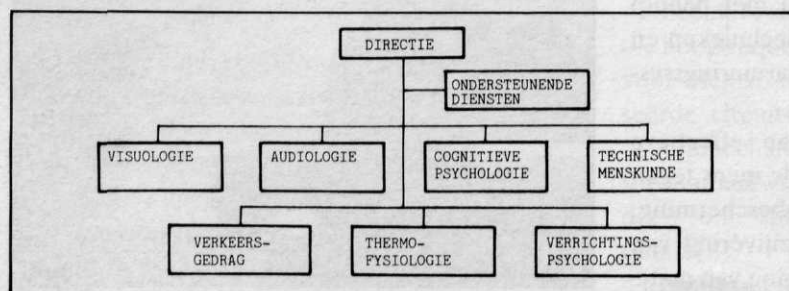 DIRECTIE
ONDERSTEUNENDE
DIENSTEN
VISUOLOGIE
AUDIOLOGIE
COGNITIEVE
PSYCHOLOGIE
TECHNISCHE
MENSKUNDE
VERKEERS-
GEDRAG
THERMO-
FYSIOLOGIE
VERRICHTINGS-
PSYCHOLOGIE